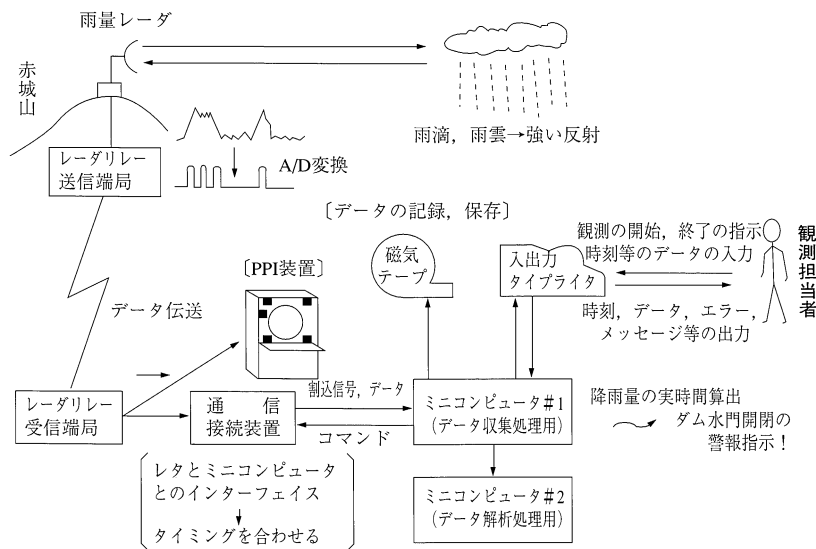 雨量レーダ
赤城山
雨滴，雨雲→強い反射
A/D変換
レーダリレー
送信端局
〔データの記録，保存〕
観測の開始，終了の指示
時刻等のデータの入力
観測担当者
磁気
テープ
入出力
タイプライタ
〔PPI装置〕
時刻，データ，エラー，
メッセージ等の出力
データ伝送
レーダリレー
受信端局
通信
接続装置
割込信号，データ
コマンド
ミニコンピュータ＃1
（データ収集処理用）
降雨量の実時間算出
ダム水門開閉の
警報指示！
レタとミニコンピュータ
とのインターフェイス
タイミングを合わせる
ミニコンピュータ＃2
（データ解析処理用）